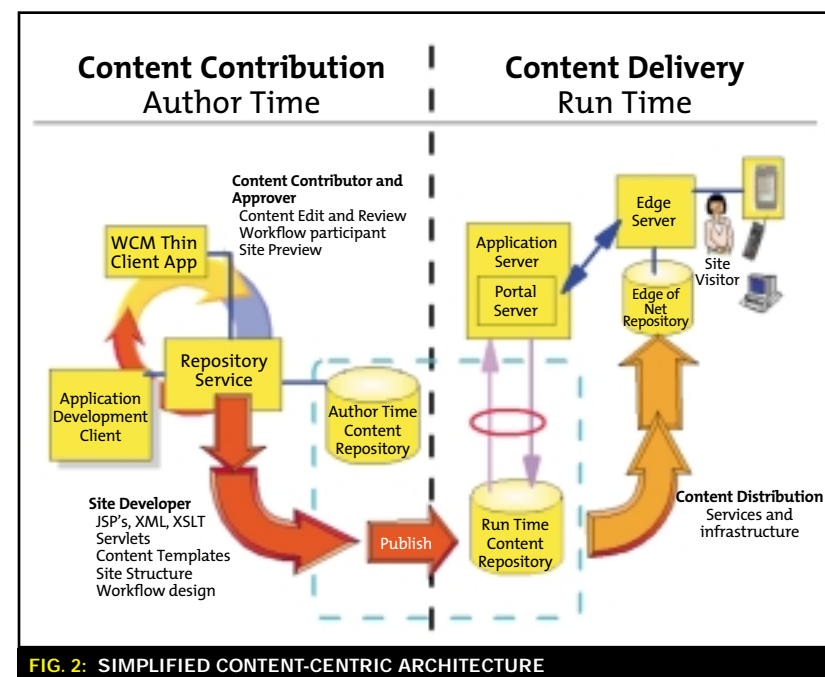 Content Contribution
Author Time
Content Delivery
Run Time
Content Contributor and
Approver
Content Edit and Review
Workflow participant
Site Preview
WCM Thin
Client App
Repository
Service
Application
Development
Client
Author Time
Content
Repository
Site Developer
JSP's, XML, XSLT
Servlets
Content Templates
Site Structure
Workflow design
Publish
Application
Server
Portal
Server
Edge
Server
Site
Visitor
Edge of
Net
Repository
Run Time
Content
Repository
Content Distribution
Services and
infrastructure
FIG. 2: SIMPLIFIED CONTENT-CENTRIC ARCHITECTURE